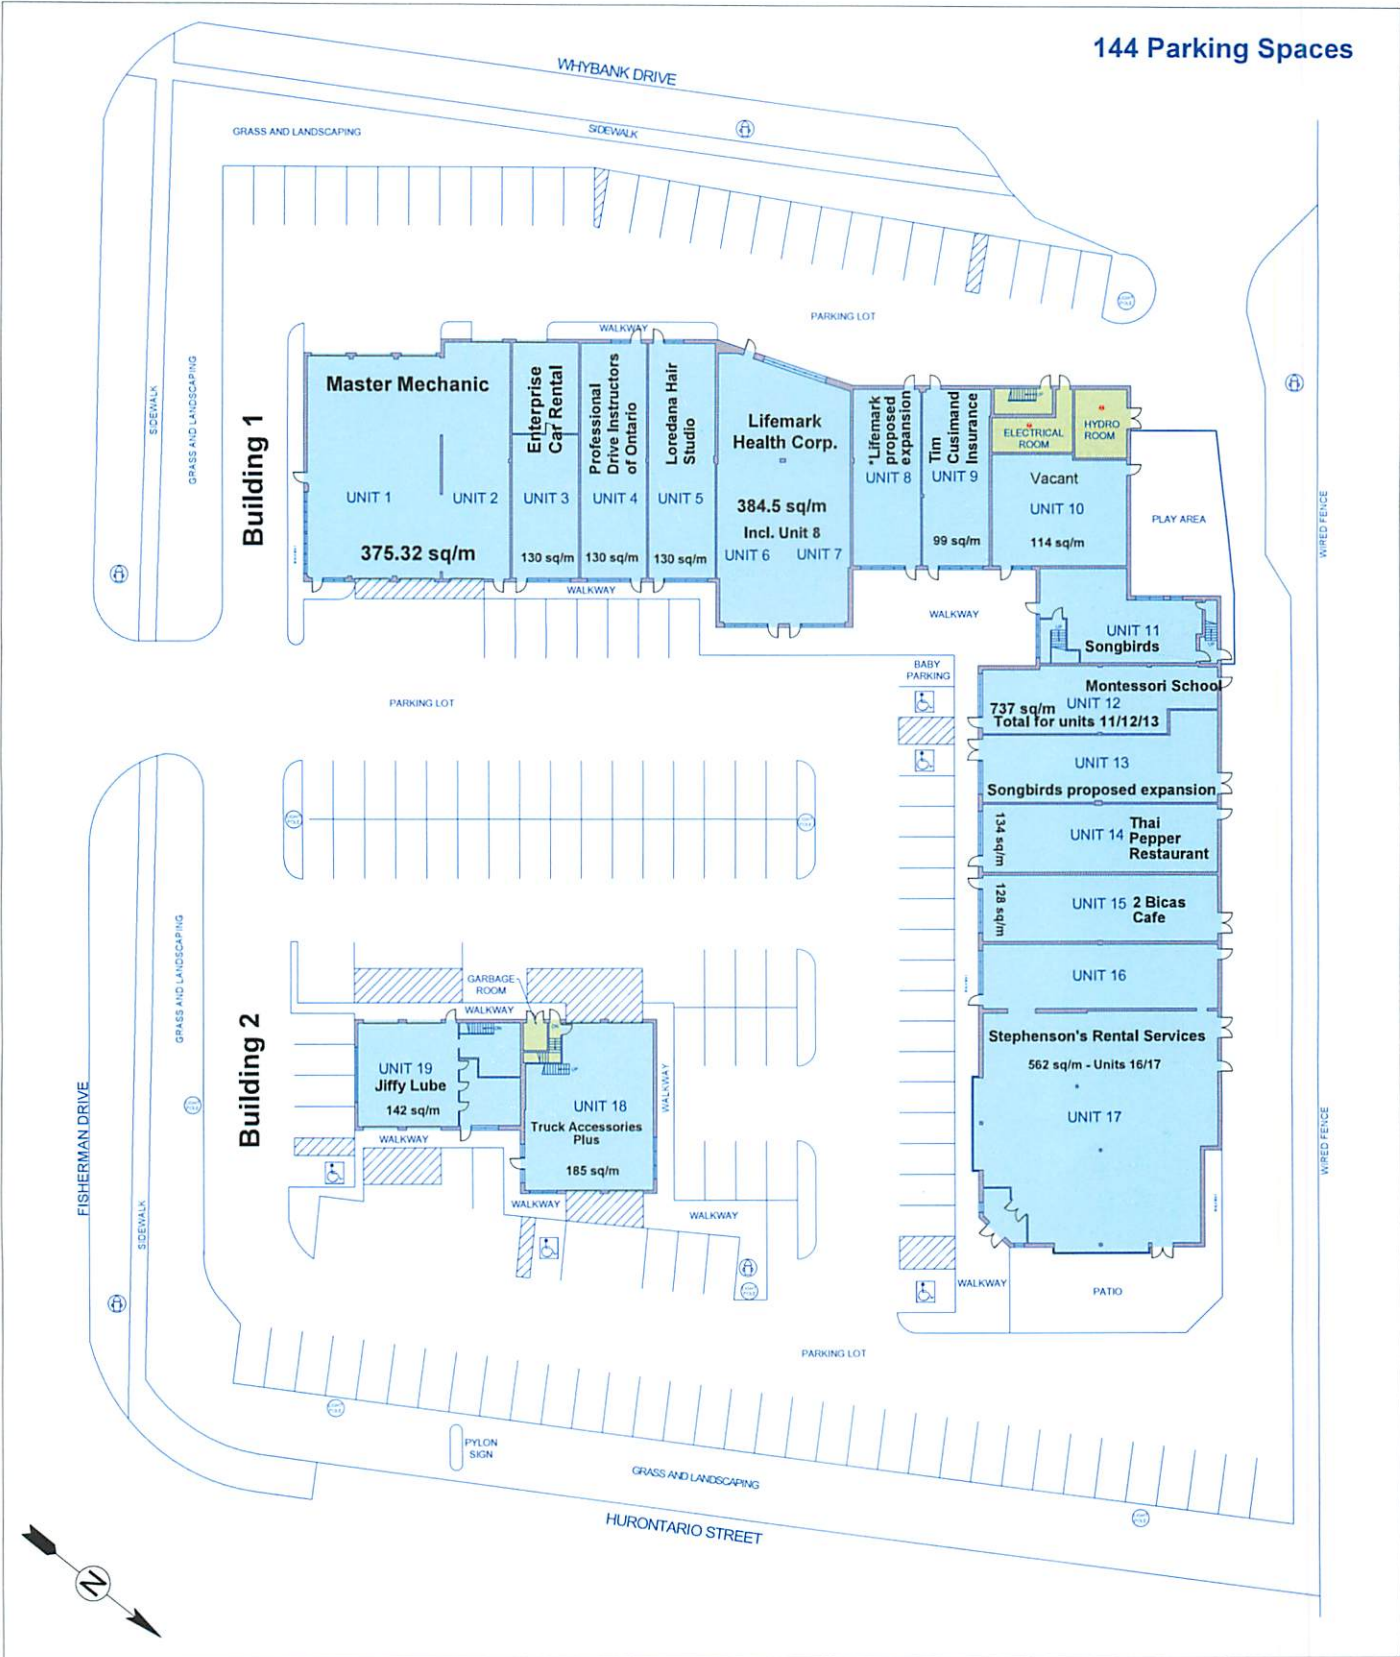 144 Parking Spaces
WHYBANK DRIVE
SIDEWALK
GRASS AND LANDSCAPING
PARKING LOT
WALKWAY
SIDEWALK
GRASS AND LANDSCAPING
Building 1
Master Mechanic
UNIT 1
UNIT 2
375.32 sq/m
Enterprise
Car Rental
UNIT 3
130 sq/m
Professional
Drive Instructors
of Ontario
UNIT 4
130 sq/m
Loredana Hair
Studio
UNIT 5
130 sq/m
Lifemark
Health Corp.
384.5 sq/m
Incl. Unit 8
UNIT 6
UNIT 7
*Lifemark
proposed
expansion
UNIT 8
Tim
Cusimand
Insurance
UNIT 9
99 sq/m
ELECTRICAL
ROOM
HYDRO
ROOM
Vacant
UNIT 10
114 sq/m
PLAY AREA
WIRED FENCE
WALKWAY
WALKWAY
UNIT 11
Songbirds
UP
BABY
PARKING
Montessori School
UNIT 12
737 sq/m
Total for units 11/12/13
PARKING LOT
UNIT 13
Songbirds proposed expansion
134 sq/m
UNIT 14
Thai
Pepper
Restaurant
128 sq/m
UNIT 15
2 Bicas
Cafe
UNIT 16
Stephenson's Rental Services
562 sq/m - Units 16/17
UNIT 17
GRASS AND LANDSCAPING
Building 2
GARBAGE
ROOM
WALKWAY
UNIT 19
Jiffy Lube
142 sq/m
UP
UNIT 18
Truck Accessories
Plus
185 sq/m
WALKWAY
WALKWAY
WALKWAY
WALKWAY
WIRED FENCE
FISHERMAN DRIVE
SIDEWALK
WALKWAY
PATIO
PARKING LOT
PYLON
SIGN
GRASS AND LANDSCAPING
HURONTARIO STREET
N